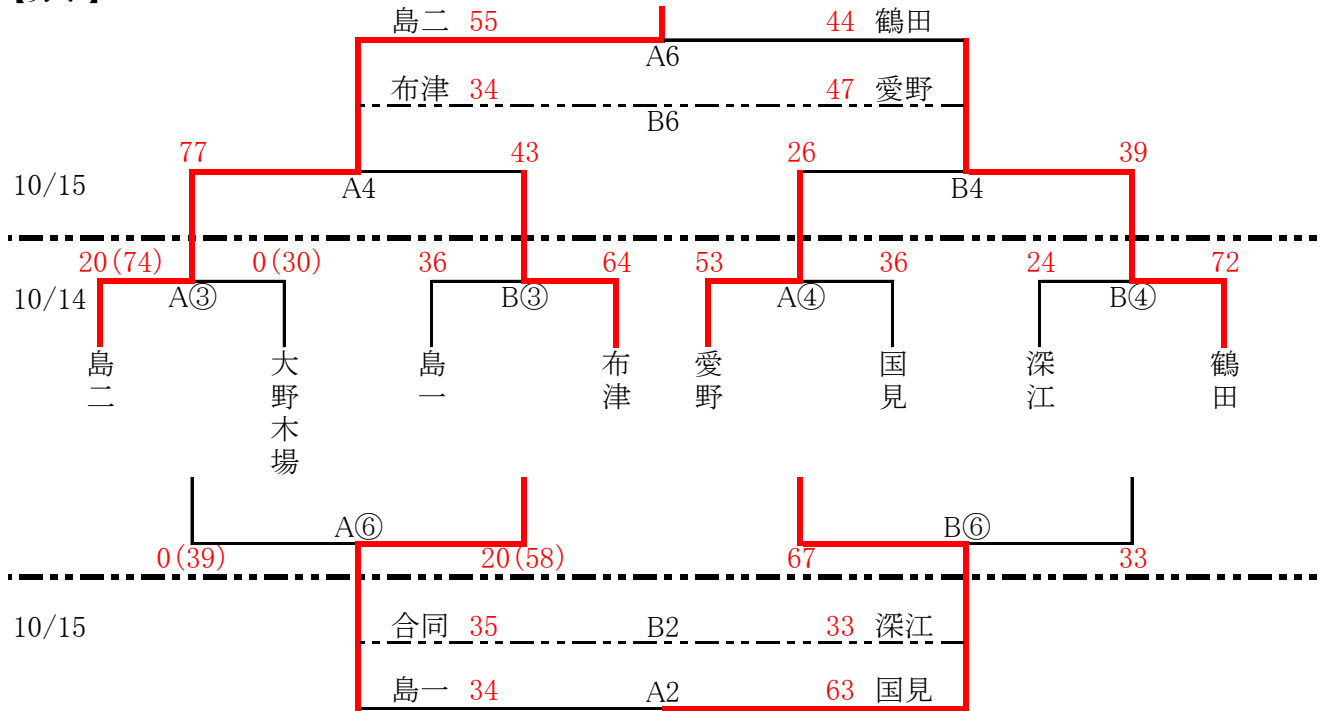 島二 55 44 鶴田
A6
布津 34 47 愛野
B6
77 43 26 39
10/15 A4 B4
20(74) 0(30) 36 64 53 36 24 72
10/14 A③ B③ A④ B④
島二 大野木場 島一 布津 愛野 国見 深江 鶴田
A⑥ B⑥
0(39) 20(58) 67 33
10/15 合同 35 B2 33 深江
島一 34 A2 63 国見